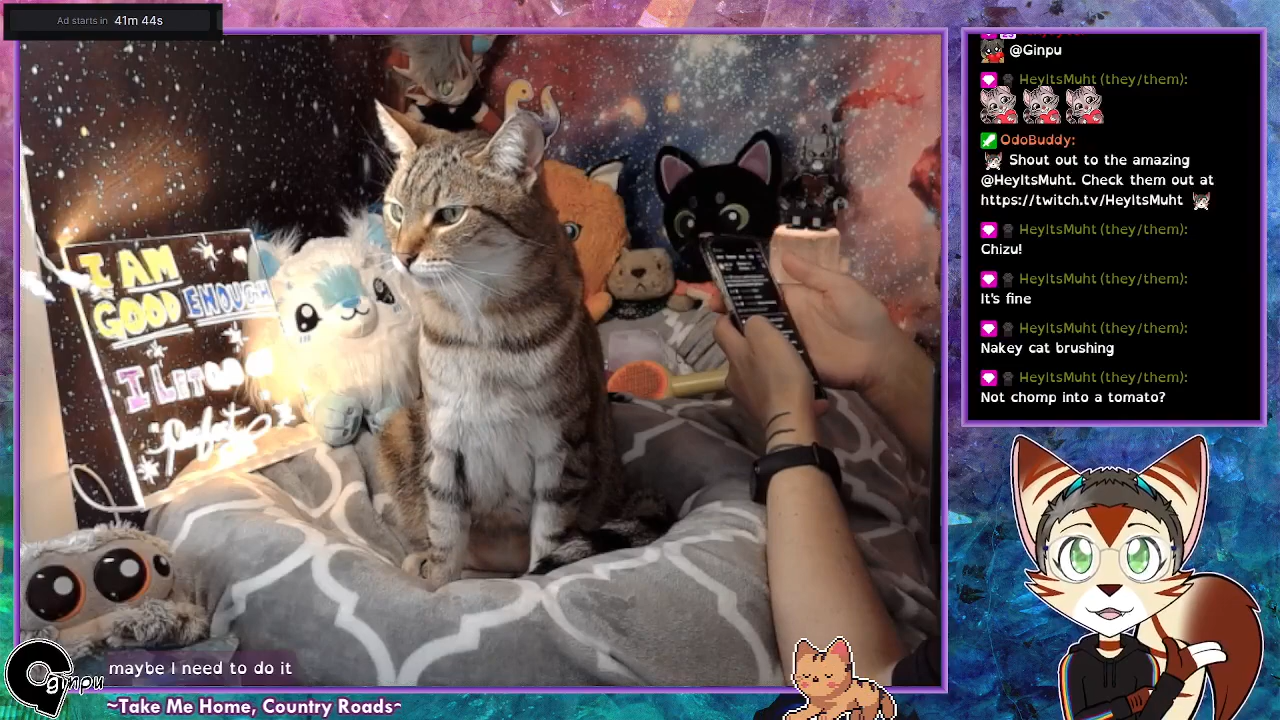 Ad starts in 41m 44s
@Ginpu
HeyItsMuht (they/them):
OdoBuddy:
Shout out to the amazing
@HeyItsMuht. Check them out at
https://twitch.tv/HeyItsMuht
HeyItsMuht (they/them):
Chizu!
HeyItsMuht (they/them):
It's fine
HeyItsMuht (they/them):
Nakey cat brushing
HeyItsMuht (they/them):
Not chomp into a tomato?
I AM
GOOD ENOUGH
Perfect
maybe I need to do it
ginpu
~Take Me Home, Country Roads~